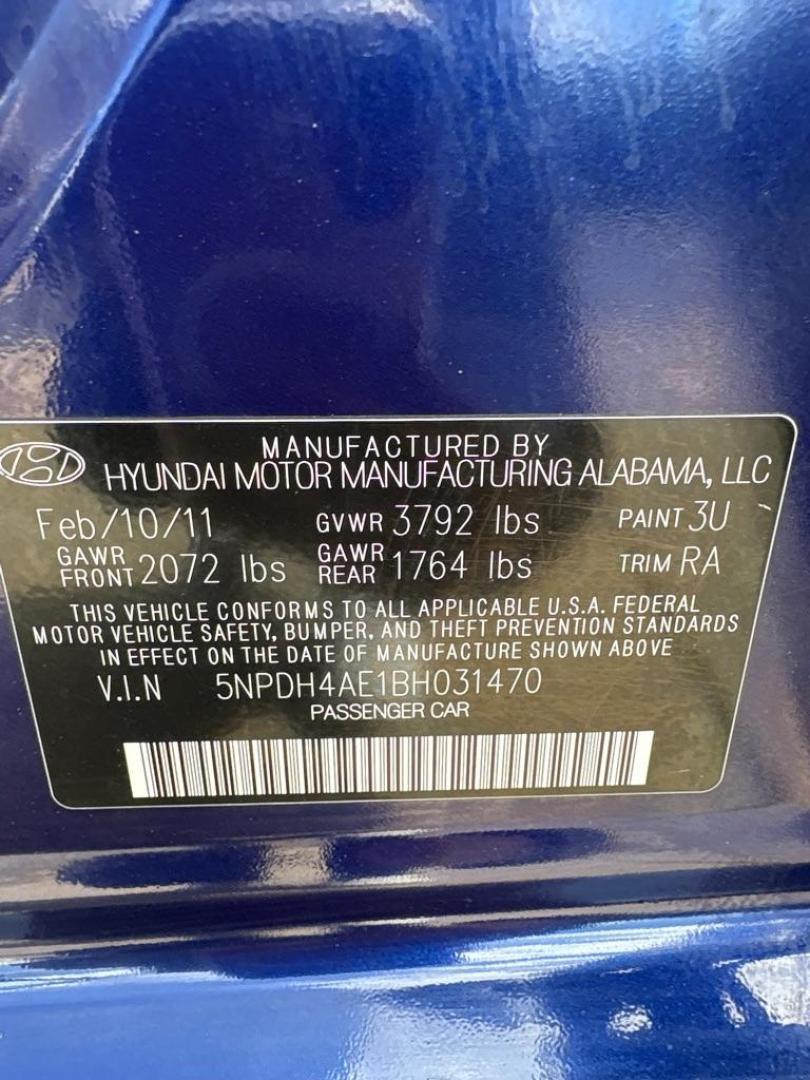 MANUFACTURED BY
HYUNDAI MOTOR MANUFACTURING ALABAMA, LLC
Feb/10/11 GVWR 3792 lbs PAINT 3U
GAWR FRONT 2072 lbs GAWR REAR 1764 lbs TRIM RA
THIS VEHICLE CONFORMS TO ALL APPLICABLE U.S.A. FEDERAL
MOTOR VEHICLE SAFETY, BUMPER, AND THEFT PREVENTION STANDARDS
IN EFFECT ON THE DATE OF MANUFACTURE SHOWN ABOVE
V.I.N 5NPDH4AE1BH031470
PASSENGER CAR